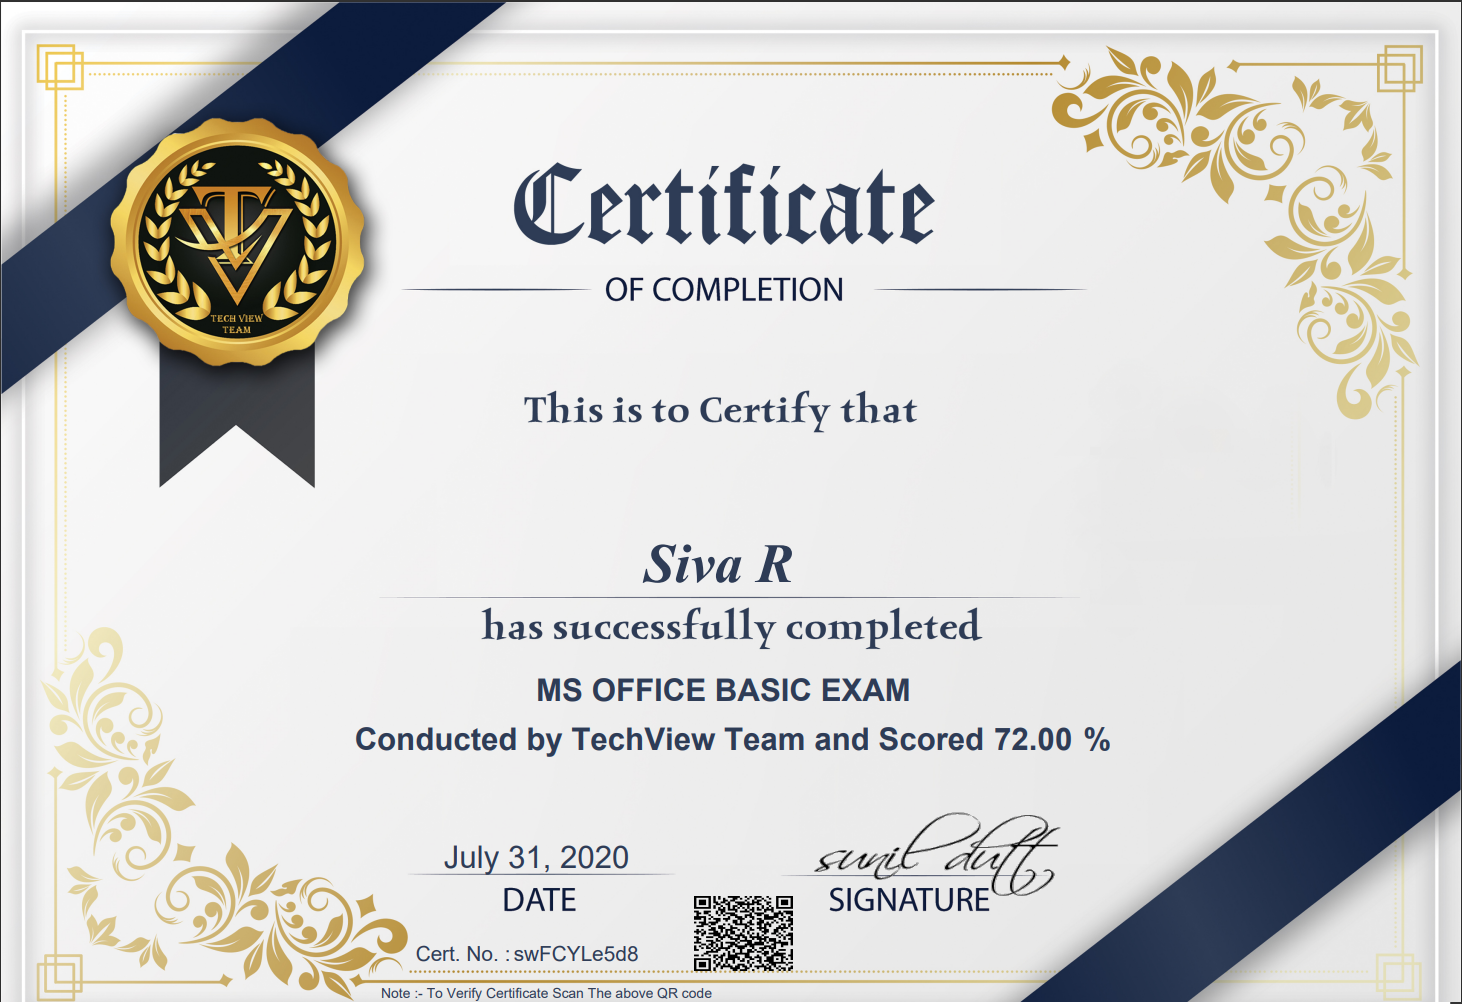 TECH VIEW
TEAM
Certificate
OF COMPLETION
This is to Certify that
Siva R
has successfully completed
MS OFFICE BASIC EXAM
Conducted by TechView Team and Scored 72.00 %
July 31, 2020
DATE
sunil dutt
SIGNATURE
Cert. No. : swFCYLe5d8
Note :- To Verify Certificate Scan The above QR code